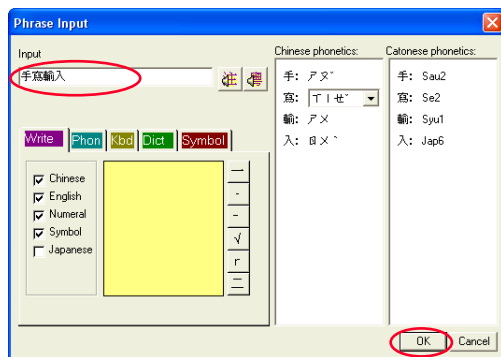 Phrase Input
Input
手寫輸入
注 粵
Write Phon Kbd Dict Symbol
Chinese
English
Numeral
Symbol
Japanese
Chinese phonetics:
手: ㄕㄡˇ
寫: ㄒㄧㄝˇ
輸: ㄕㄨ
入: ㄖㄨˋ
Catonese phonetics:
手: Sau2
寫: Se2
輸: Syu1
入: Jap6
OK Cancel